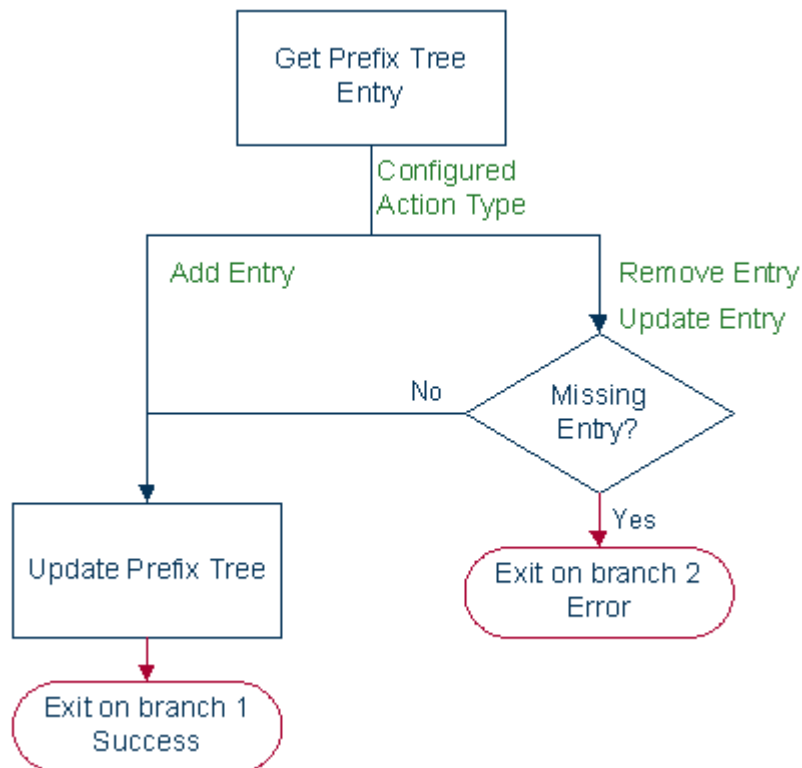 Get Prefix Tree
Entry
Configured
Action Type
Add Entry
Remove Entry
Update Entry
No
Missing
Entry?
Yes
Update Prefix Tree
Exit on branch 2
Error
Exit on branch 1
Success